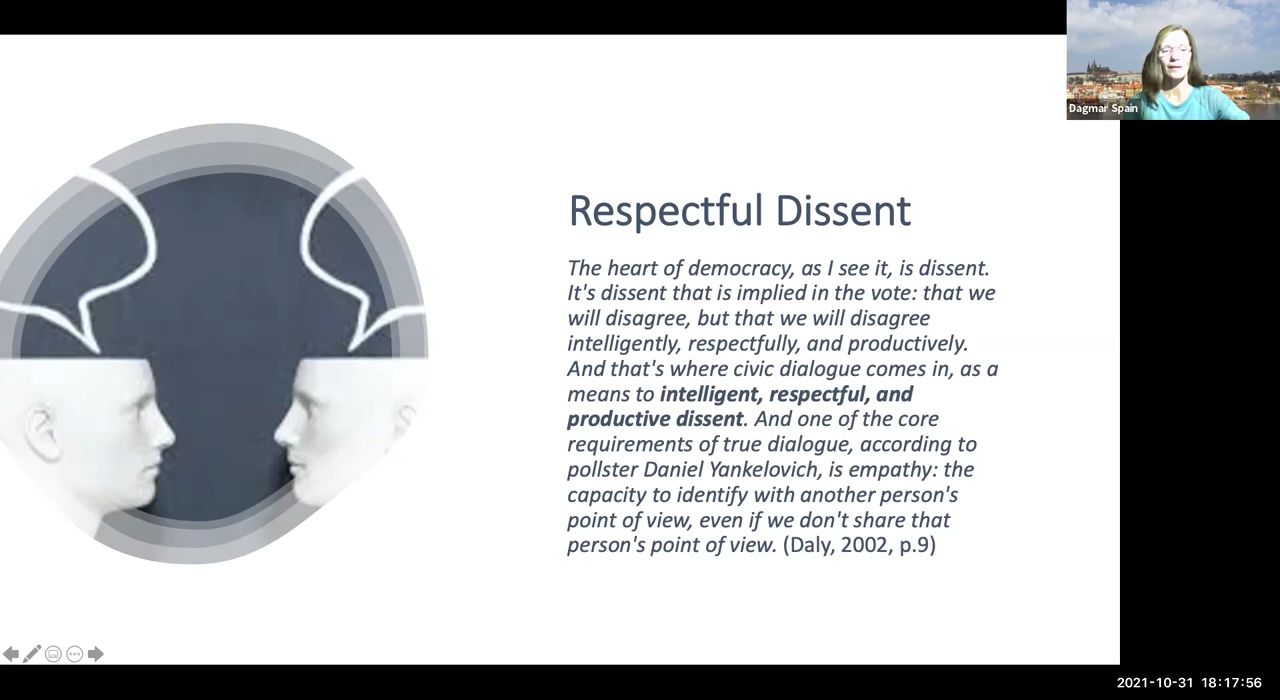 Dagmar Spain
Respectful Dissent
The heart of democracy, as I see it, is dissent.
It's dissent that is implied in the vote: that we
will disagree, but that we will disagree
intelligently, respectfully, and productively.
And that's where civic dialogue comes in, as a
means to intelligent, respectful, and
productive dissent. And one of the core
requirements of true dialogue, according to
pollster Daniel Yankelovich, is empathy: the
capacity to identify with another person's
point of view, even if we don't share that
person's point of view. (Daly, 2002, p.9)
2021-10-31 18:17:56